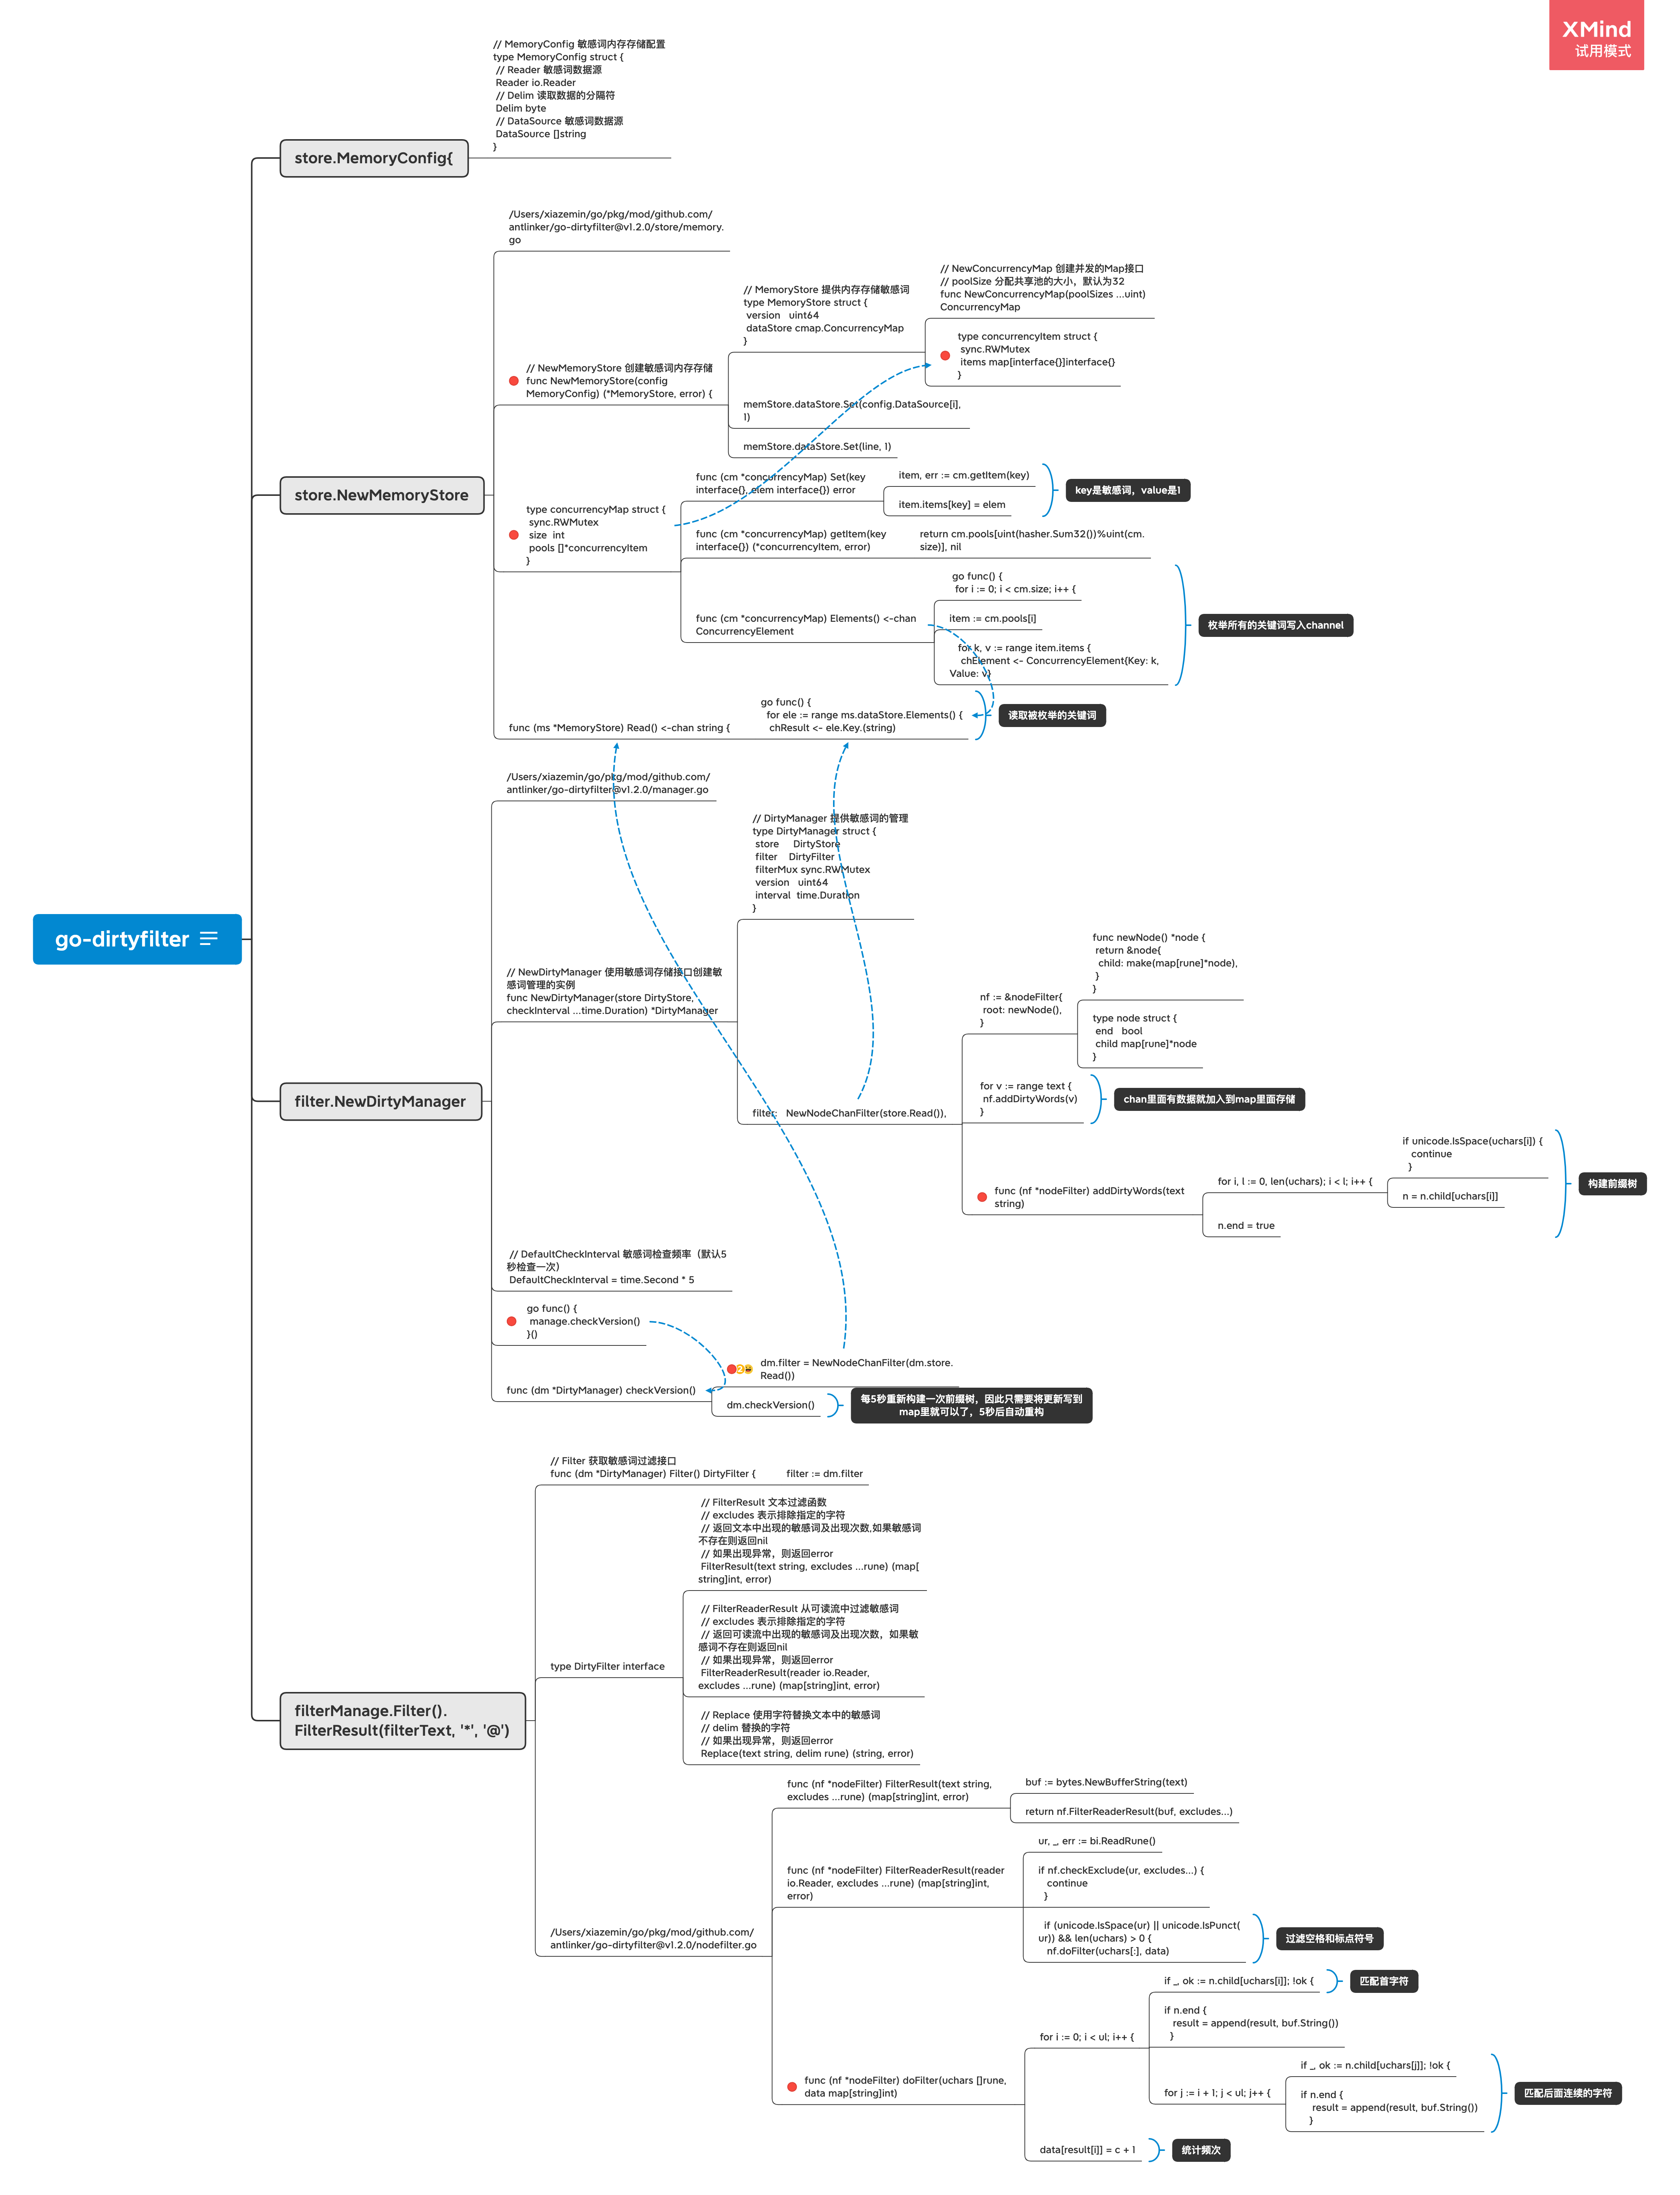 XMind
试用模式
// MemoryConfig 敏感词内存存储配置
type MemoryConfig struct {
// Reader 敏感词数据源
Reader io.Reader
// Delim 读取数据的分隔符
Delim byte
// DataSource 敏感词数据源
DataSource []string
}
store.MemoryConfig{
/Users/xiazemin/go/pkg/mod/github.com/
antlinker/go-dirtyfilter@v1.2.0/store/memory.
go
// NewConcurrencyMap 创建并发的Map接口
// poolSize 分配共享池的大小，默认为32
func NewConcurrencyMap(poolSizes ...uint)
ConcurrencyMap
// MemoryStore 提供内存存储敏感词
type MemoryStore struct {
version uint64
dataStore cmap.ConcurrencyMap
}
type concurrencyItem struct {
sync.RWMutex
items map[interface{}]interface{}
}
// NewMemoryStore 创建敏感词内存存储
func NewMemoryStore(config
MemoryConfig) (*MemoryStore, error) {
memStore.dataStore.Set(config.DataSource[i],
1)
memStore.dataStore.Set(line, 1)
store.NewMemoryStore
func (cm *concurrencyMap) Set(key
interface{}, elem interface{}) error
item, err := cm.getItem(key)
item.items[key] = elem
key是敏感词，value是1
type concurrencyMap struct {
sync.RWMutex
size int
pools []*concurrencyItem
}
func (cm *concurrencyMap) getItem(key
interface{}) (*concurrencyItem, error)
return cm.pools[uint(hasher.Sum32())%uint(cm.
size)], nil
go func() {
for i := 0; i < cm.size; i++ {
func (cm *concurrencyMap) Elements() <-chan
ConcurrencyElement
item := cm.pools[i]
枚举所有的关键词写入channel
for k, v := range item.items {
chElement <- ConcurrencyElement{Key: k,
Value: v}
func (ms *MemoryStore) Read() <-chan string {
go func() {
for ele := range ms.dataStore.Elements() {
chResult <- ele.Key.(string)
读取被枚举的关键词
/Users/xiazemin/go/pkg/mod/github.com/
antlinker/go-dirtyfilter@v1.2.0/manager.go
// DirtyManager 提供敏感词的管理
type DirtyManager struct {
store DirtyStore
filter DirtyFilter
filterMux sync.RWMutex
version uint64
interval time.Duration
}
go-dirtyfilter
// NewDirtyManager 使用敏感词存储接口创建敏
感词管理的实例
func NewDirtyManager(store DirtyStore,
checkInterval ...time.Duration) *DirtyManager
func newNode() *node {
return &node{
child: make(map[rune]*node),
}
}
nf := &nodeFilter{
root: newNode(),
}
type node struct {
end bool
child map[rune]*node
}
filter.NewDirtyManager
filter: NewNodeChanFilter(store.Read()),
for v := range text {
nf.addDirtyWords(v)
}
chan里面有数据就加入到map里面存储
func (nf *nodeFilter) addDirtyWords(text
string)
for i, l := 0, len(uchars); i < l; i++ {
if unicode.IsSpace(uchars[i]) {
continue
}
n = n.child[uchars[i]]
n.end = true
构建前缀树
// DefaultCheckInterval 敏感词检查频率（默认5
秒检查一次）
DefaultCheckInterval = time.Second * 5
go func() {
manage.checkVersion()
}()
func (dm *DirtyManager) checkVersion()
dm.filter = NewNodeChanFilter(dm.store.
Read())
dm.checkVersion()
每5秒重新构建一次前缀树，因此只需要将更新写到
map里就可以了，5秒后自动重构
// Filter 获取敏感词过滤接口
func (dm *DirtyManager) Filter() DirtyFilter {
filter := dm.filter
// FilterResult 文本过滤函数
// excludes 表示排除指定的字符
// 返回文本中出现的敏感词及出现次数,如果敏感词
不存在则返回nil
// 如果出现异常，则返回error
FilterResult(text string, excludes ...rune) (map[
string]int, error)
type DirtyFilter interface
// FilterReaderResult 从可读流中过滤敏感词
// excludes 表示排除指定的字符
// 返回可读流中出现的敏感词及出现次数，如果敏
感词不存在则返回nil
// 如果出现异常，则返回error
FilterReaderResult(reader io.Reader,
excludes ...rune) (map[string]int, error)
// Replace 使用字符替换文本中的敏感词
// delim 替换的字符
// 如果出现异常，则返回error
Replace(text string, delim rune) (string, error)
filterManage.Filter().
FilterResult(filterText, '*', '@')
func (nf *nodeFilter) FilterResult(text string,
excludes ...rune) (map[string]int, error)
buf := bytes.NewBufferString(text)
return nf.FilterReaderResult(buf, excludes...)
/Users/xiazemin/go/pkg/mod/github.com/
antlinker/go-dirtyfilter@v1.2.0/nodefilter.go
func (nf *nodeFilter) FilterReaderResult(reader
io.Reader, excludes ...rune) (map[string]int,
error)
ur, _, err := bi.ReadRune()
if nf.checkExclude(ur, excludes...) {
continue
}
if (unicode.IsSpace(ur) || unicode.IsPunct(
ur)) && len(uchars) > 0 {
nf.doFilter(uchars[:], data)
过滤空格和标点符号
func (nf *nodeFilter) doFilter(uchars []rune,
data map[string]int)
for i := 0; i < ul; i++ {
if _, ok := n.child[uchars[i]]; !ok {
匹配首字符
if n.end {
result = append(result, buf.String())
}
for j := i + 1; j < ul; j++ {
if _, ok := n.child[uchars[j]]; !ok {
if n.end {
result = append(result, buf.String())
}
匹配后面连续的字符
data[result[i]] = c + 1
统计频次